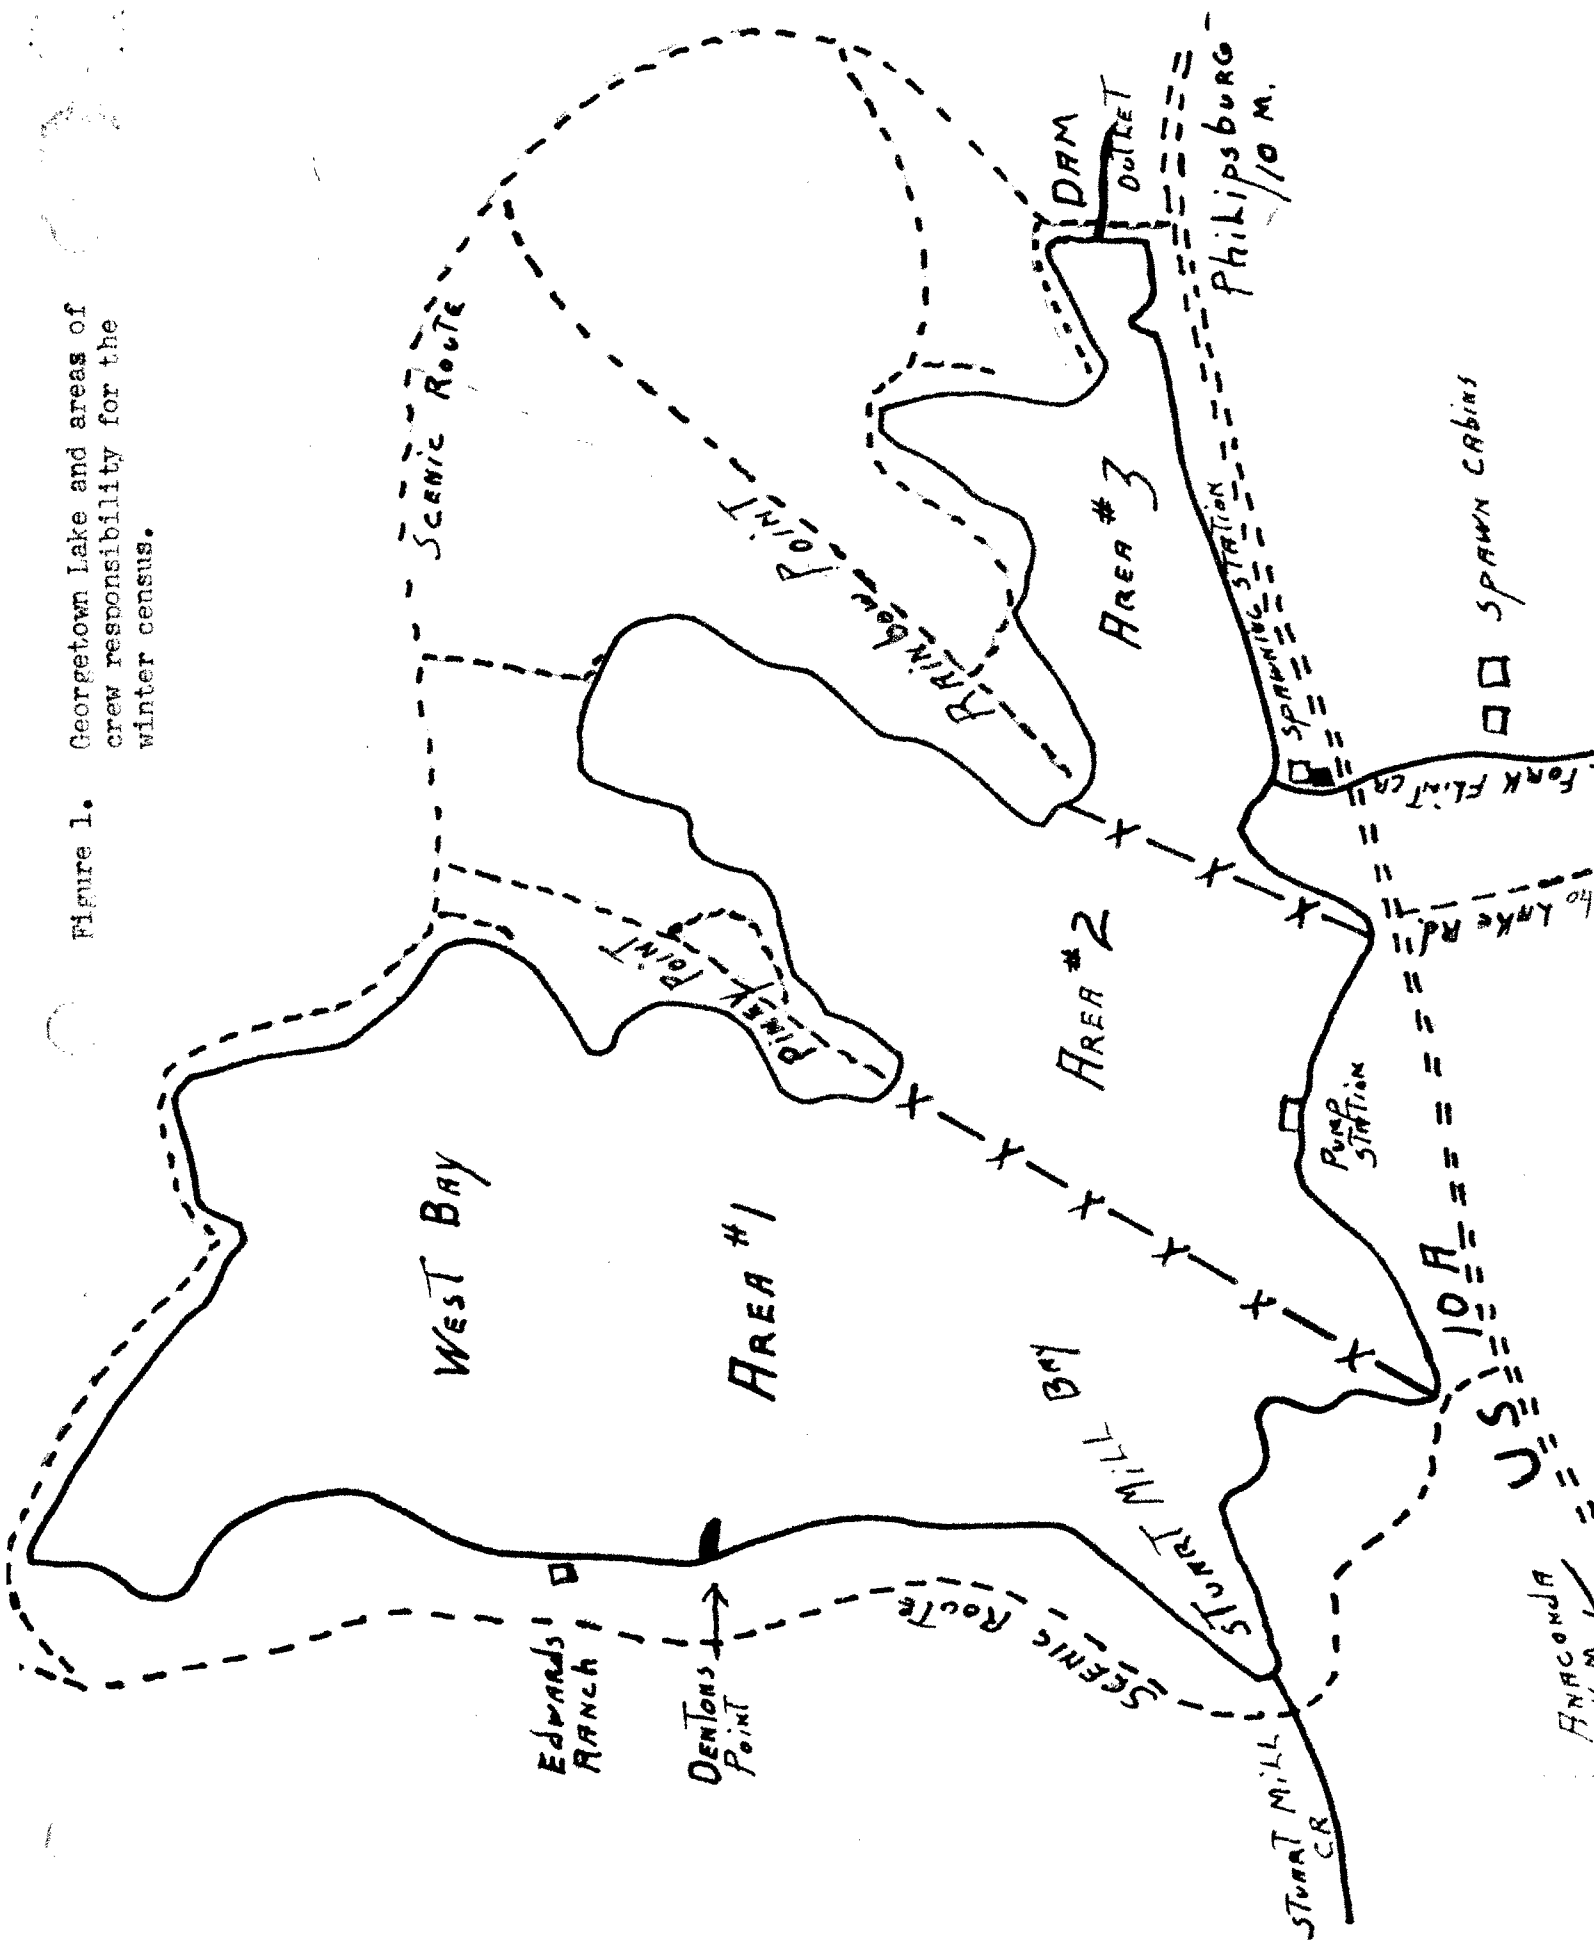 Figure 1. Georgetown Lake and areas of
crew responsibility for the
winter census.
SCENIC ROUTE
DAM
OUTLET
PhiLipsbURG -
10 M.
RAINbow POINT
AREA #3
SPAWNING STATION
SPAWN CAbiNS
FORK FLiNT CR
PINEY POINT
AREA #2
LAKE Rd.
WEST BAY
AREA #1
PUMP
STATION
US 10 A
STUART MILL BAY
EdWARds
RANCh
DENTONS
POINT
SCENIC ROUTE
STUART MILL
CR
ANACONdA